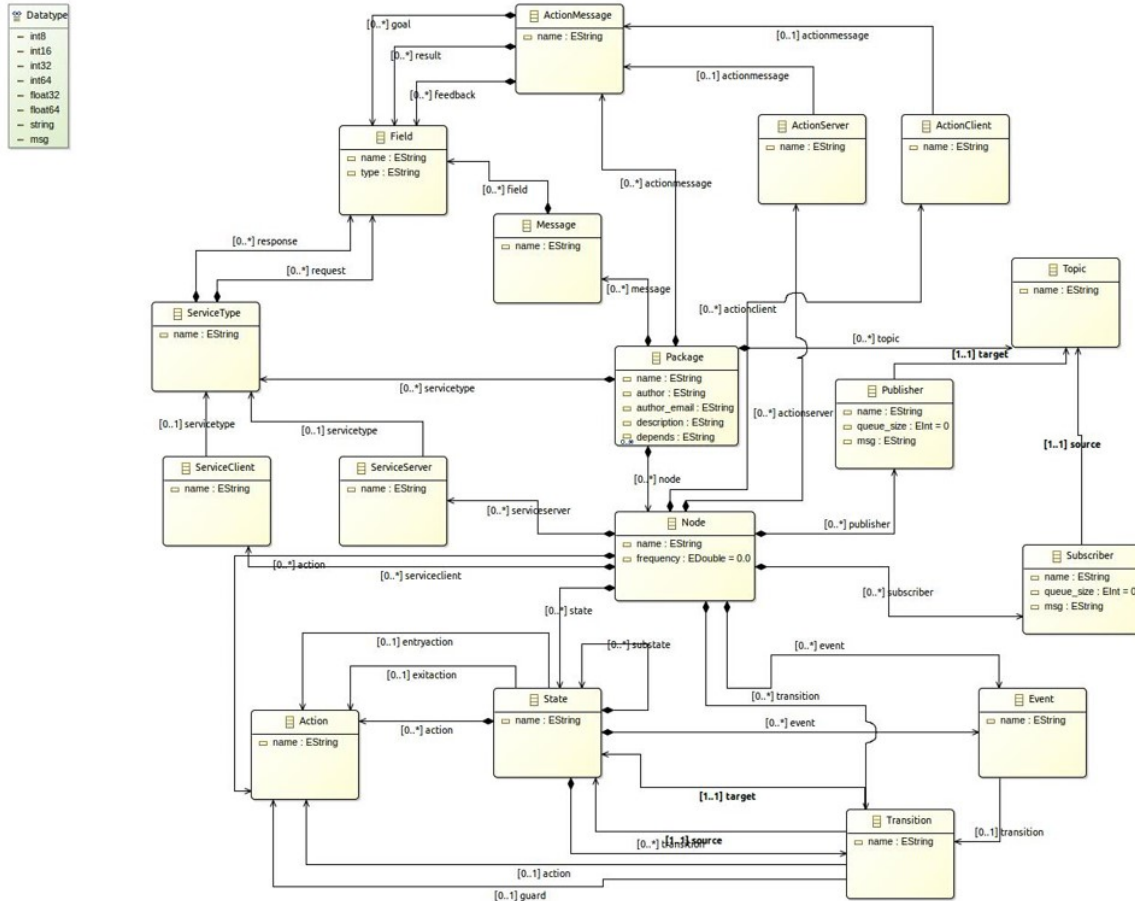 Datatype
int8
int16
int32
int64
float32
float64
string
msg
ActionMessage
name : EString
[0..*] goal
[0..*] result
[0..*] feedback
[0..1] actionmessage
[0..1] actionmessage
Field
name : EString
type : EString
ActionServer
name : EString
ActionClient
name : EString
[0..*] field
[0..*] actionmessage
Message
name : EString
[0..*] response
[0..*] request
[0..*] message
[0..*] actionclient
Topic
name : EString
ServiceType
name : EString
[0..*] topic
[1..1] target
Package
name : EString
author : EString
author_email : EString
description : EString
depends : EString
[0..*] servicetype
Publisher
name : EString
queue_size : EInt = 0
msg : EString
[0..*] actionserver
[0..1] servicetype
[0..1] servicetype
[1..1] source
ServiceClient
name : EString
ServiceServer
name : EString
[0..*] node
[0..*] serviceserver
Node
name : EString
frequency : EDouble = 0.0
[0..*] publisher
Subscriber
name : EString
queue_size : EInt = 0
msg : EString
[0..*] action
[0..*] serviceclient
[0..*] subscriber
[0..*] state
[0..1] entryaction
[0..*] substate
[0..*] event
[0..1] exitaction
[0..*] transition
Action
name : EString
State
name : EString
Event
name : EString
[0..*] action
[0..*] event
[1..1] target
Transition
name : EString
[1..1] source
[0..*] transition
[0..1] transition
[0..1] action
[0..1] guard